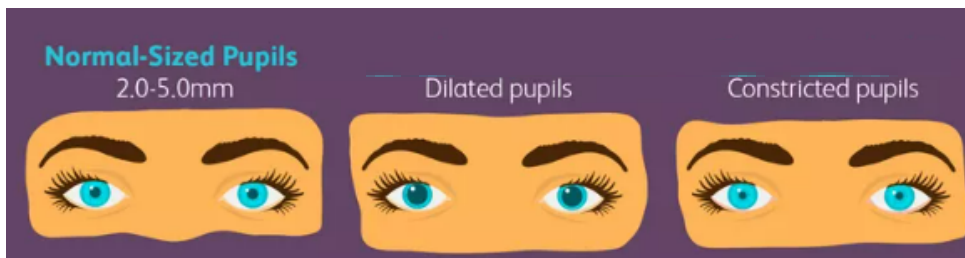 Normal-Sized Pupils
2.0-5.0mm
Dilated pupils
Constricted pupils